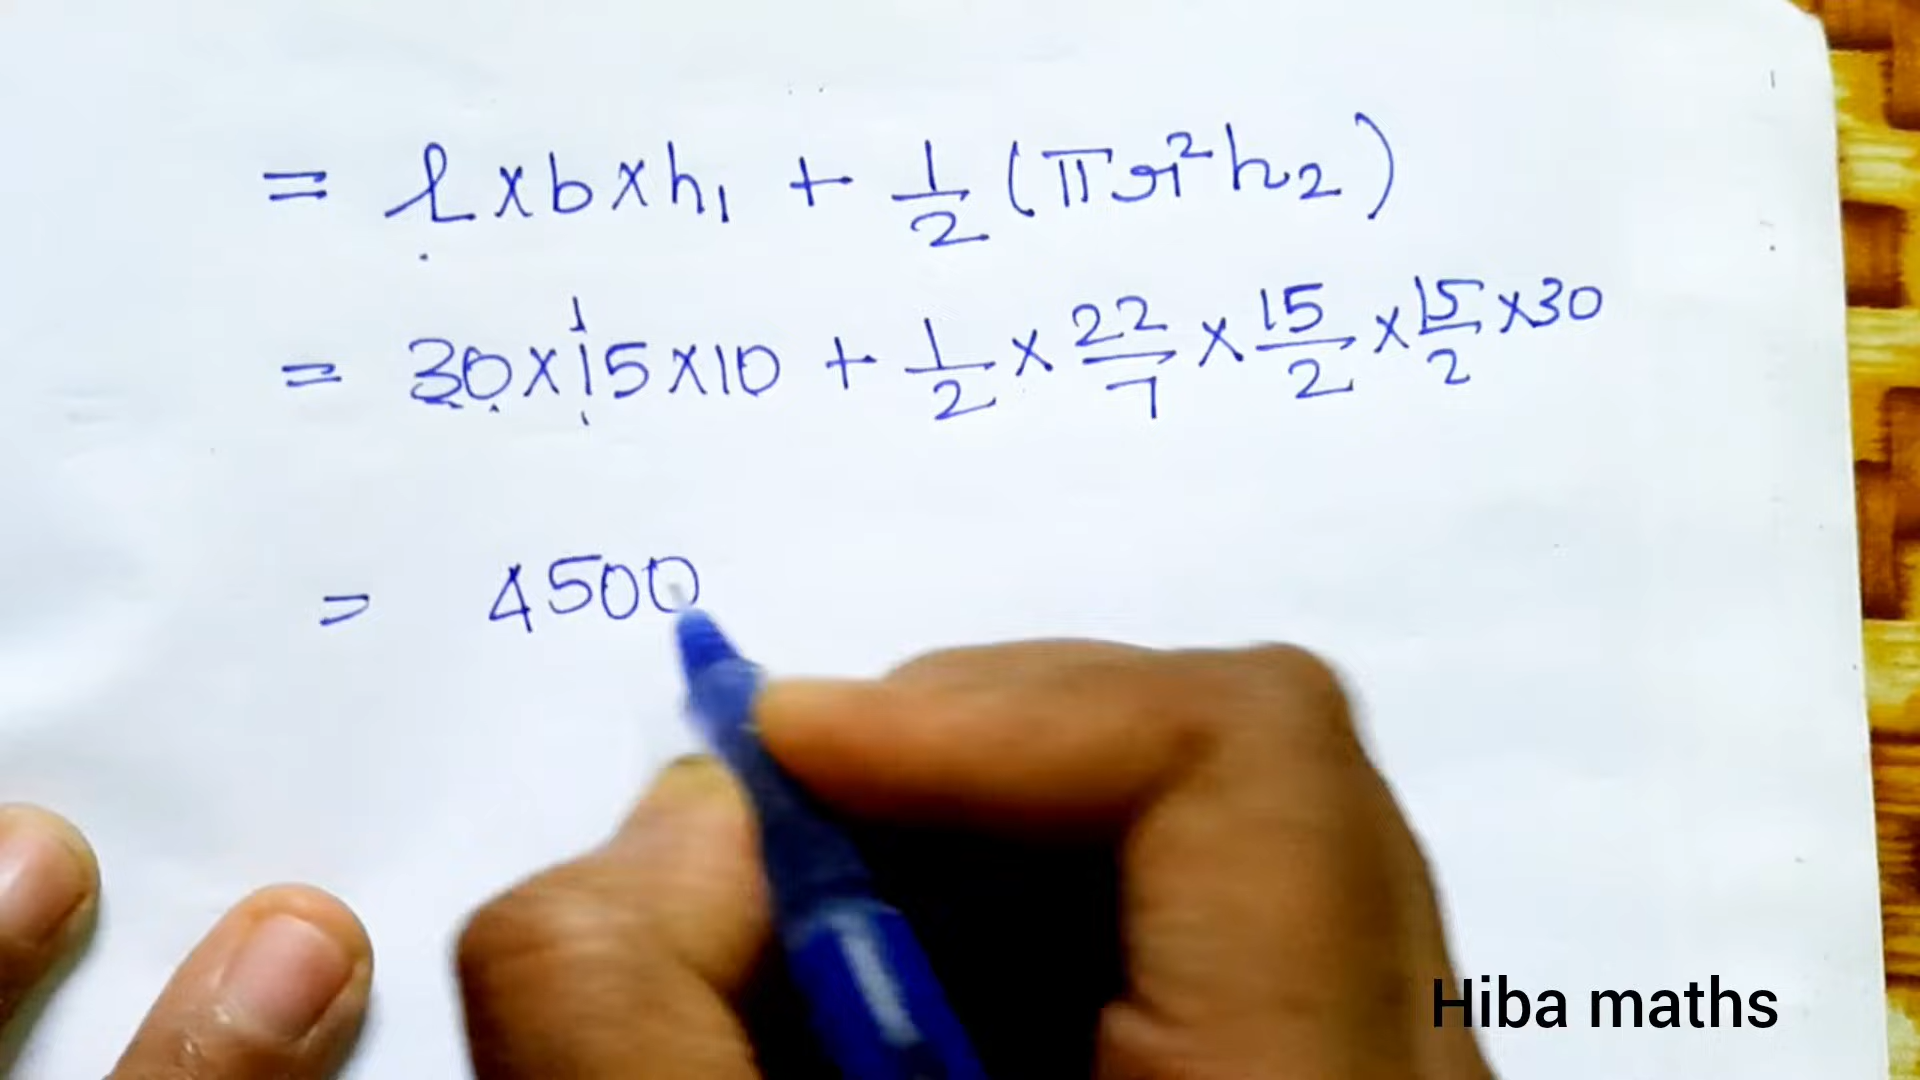 = l x b x h₁ + 1/2 (πr²h₂)
= 30 x 15 x 10 + 1/2 x 22/7 x 15/2 x 15/2 x 30
= 4500
Hiba maths